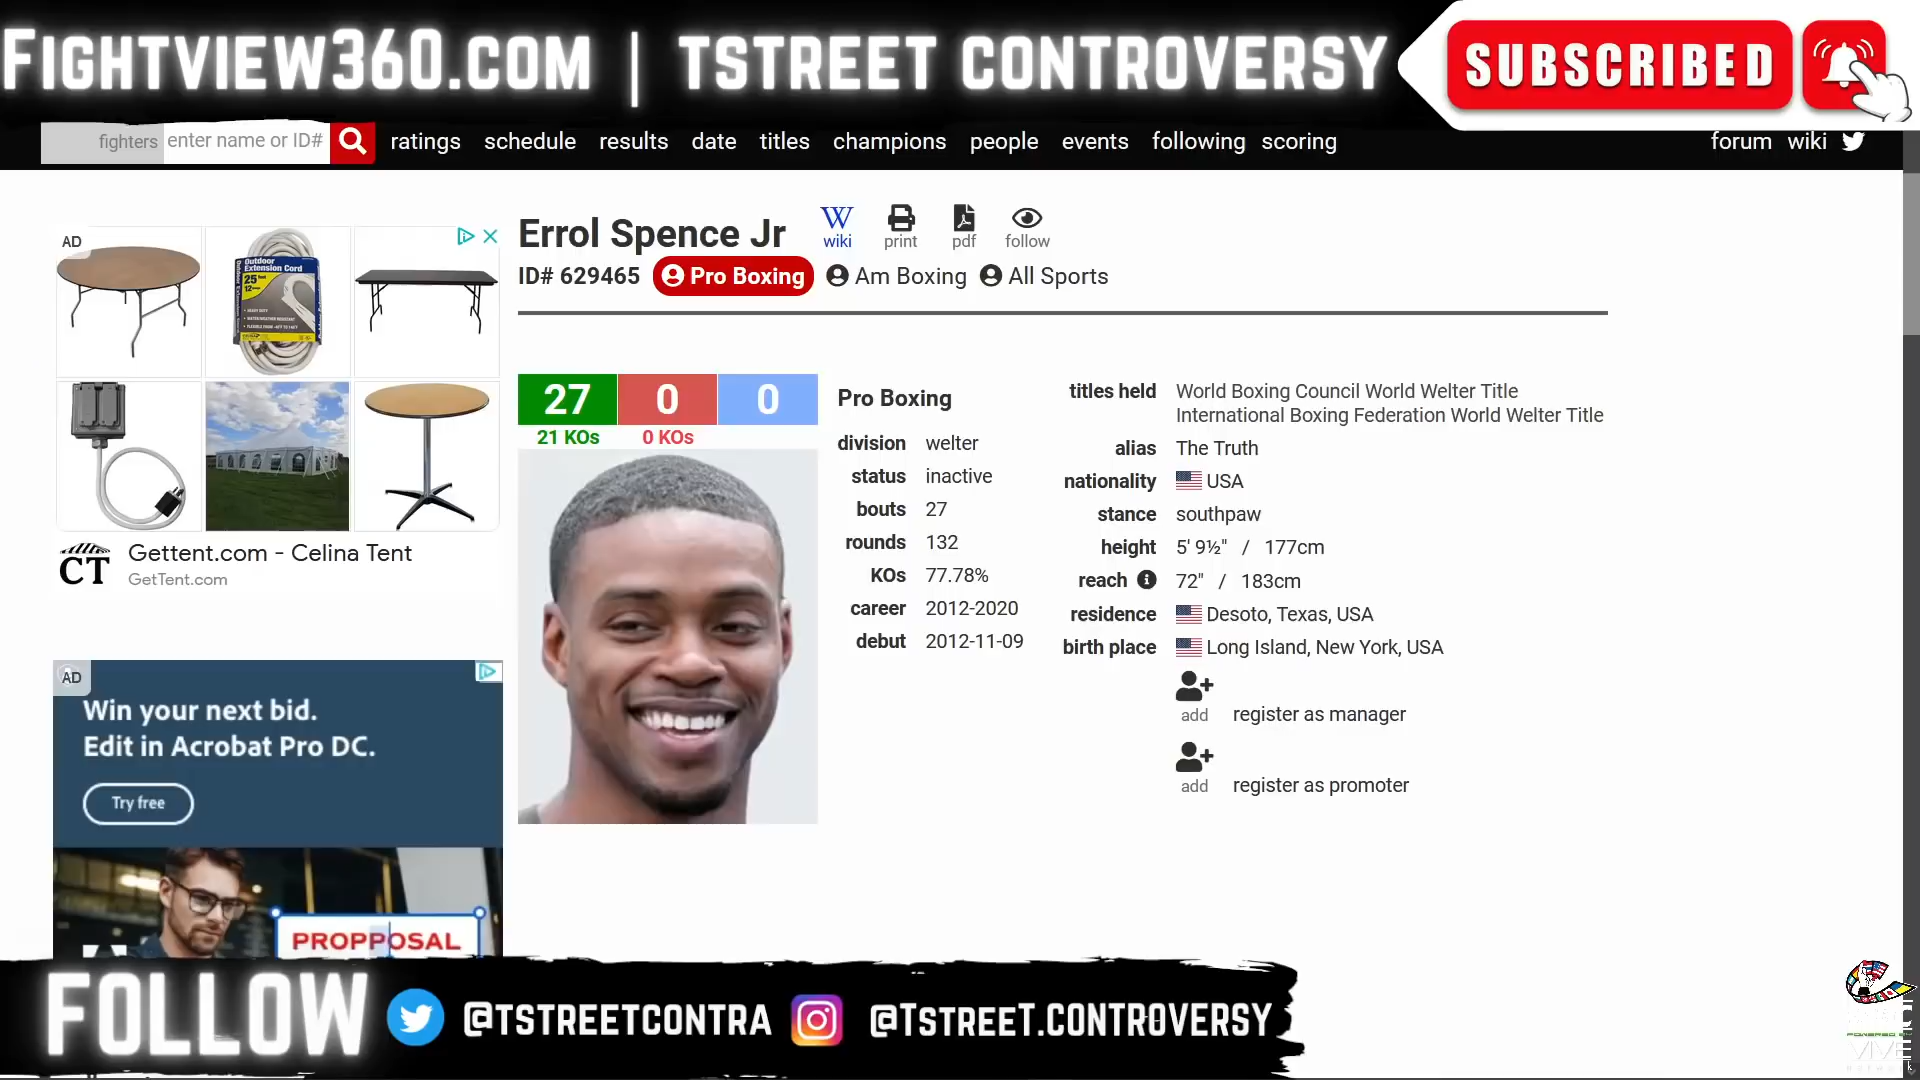 FIGHTVIEW360.COM | TSTREET CONTROVERSY
SUBSCRIBED
fighters enter name or ID# ratings schedule results date titles champions people events following scoring forum wiki
AD
Outdoor
Extension Cord
25
CT
Gettent.com - Celina Tent
GetTent.com
AD
Win your next bid.
Edit in Acrobat Pro DC.
Try free
PROPPOSAL
Errol Spence Jr
W wiki print pdf follow
ID# 629465 Pro Boxing Am Boxing All Sports
27 0 0
21 KOs 0 KOs
Pro Boxing
division welter
status inactive
bouts 27
rounds 132
KOs 77.78%
career 2012-2020
debut 2012-11-09
titles held World Boxing Council World Welter Title
International Boxing Federation World Welter Title
alias The Truth
nationality USA
stance southpaw
height 5' 9½" / 177cm
reach 72" / 183cm
residence Desoto, Texas, USA
birth place Long Island, New York, USA
add register as manager
add register as promoter
FOLLOW @TSTREETCONTRA @TSTREET.CONTROVERSY